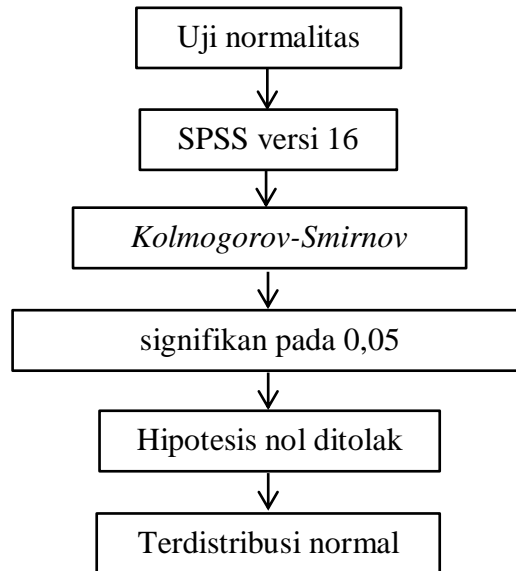 Uji normalitas
SPSS versi 16
Kolmogorov-Smirnov
signifikan pada 0,05
Hipotesis nol ditolak
Terdistribusi normal